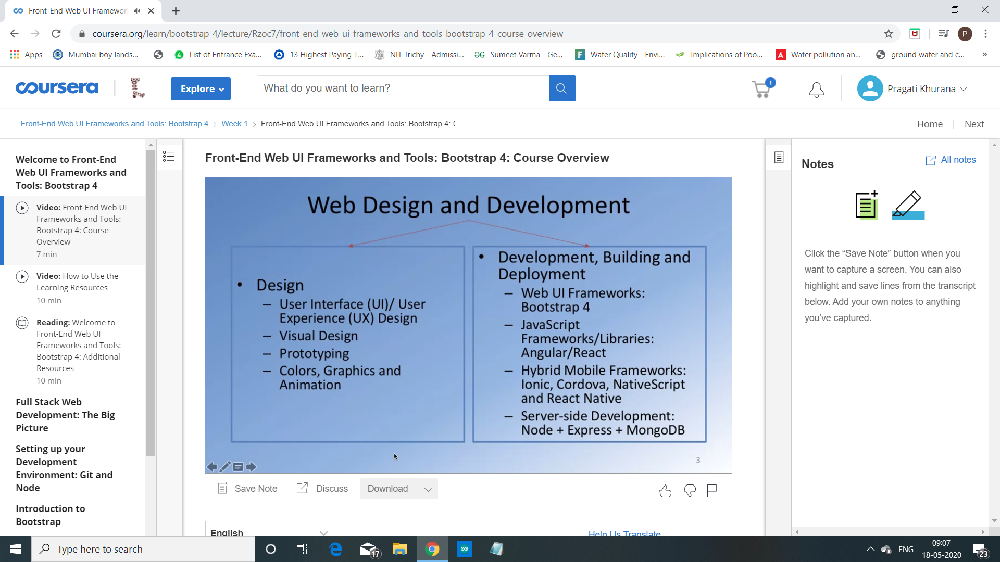 Front-End Web UI Framewor
coursera.org/learn/bootstrap-4/lecture/Rzoc7/front-end-web-ui-frameworks-and-tools-bootstrap-4-course-overview
P
Apps
Mumbai boy lands...
4
List of Entrance Exa...
13 Highest Paying T...
NIT Trichy - Admissi...
Sumeet Varma - Ge...
F
Water Quality - Envi...
Implications of Poo...
A
Water pollution an...
ground water and c...
»
coursera
Boot
strap
Explore
What do you want to learn?
1
Pragati Khurana
Front-End Web UI Frameworks and Tools: Bootstrap 4
Week 1
Front-End Web UI Frameworks and Tools: Bootstrap 4: C
Home
Next
Welcome to Front-End
Web UI Frameworks and
Tools: Bootstrap 4
Video: Front-End Web UI
Frameworks and Tools:
Bootstrap 4: Course
Overview
7 min
Video: How to Use the
Learning Resources
10 min
Reading: Welcome to
Front-End Web UI
Frameworks and Tools:
Bootstrap 4: Additional
Resources
10 min
Full Stack Web
Development: The Big
Picture
Setting up your
Development
Environment: Git and
Node
Introduction to
Bootstrap
Front-End Web UI Frameworks and Tools: Bootstrap 4: Course Overview
Web Design and Development
• Design
– User Interface (UI)/ User
Experience (UX) Design
– Visual Design
– Prototyping
– Colors, Graphics and
Animation
• Development, Building and
Deployment
– Web UI Frameworks:
Bootstrap 4
– JavaScript
Frameworks/Libraries:
Angular/React
– Hybrid Mobile Frameworks:
Ionic, Cordova, NativeScript
and React Native
– Server-side Development:
Node + Express + MongoDB
3
Save Note
Discuss
Download
English
Help Us Translate
Notes
All notes
Click the “Save Note” button when you
want to capture a screen. You can also
highlight and save lines from the transcript
below. Add your own notes to anything
you’ve captured.
Type here to search
17
ENG
09:07
18-05-2020
23